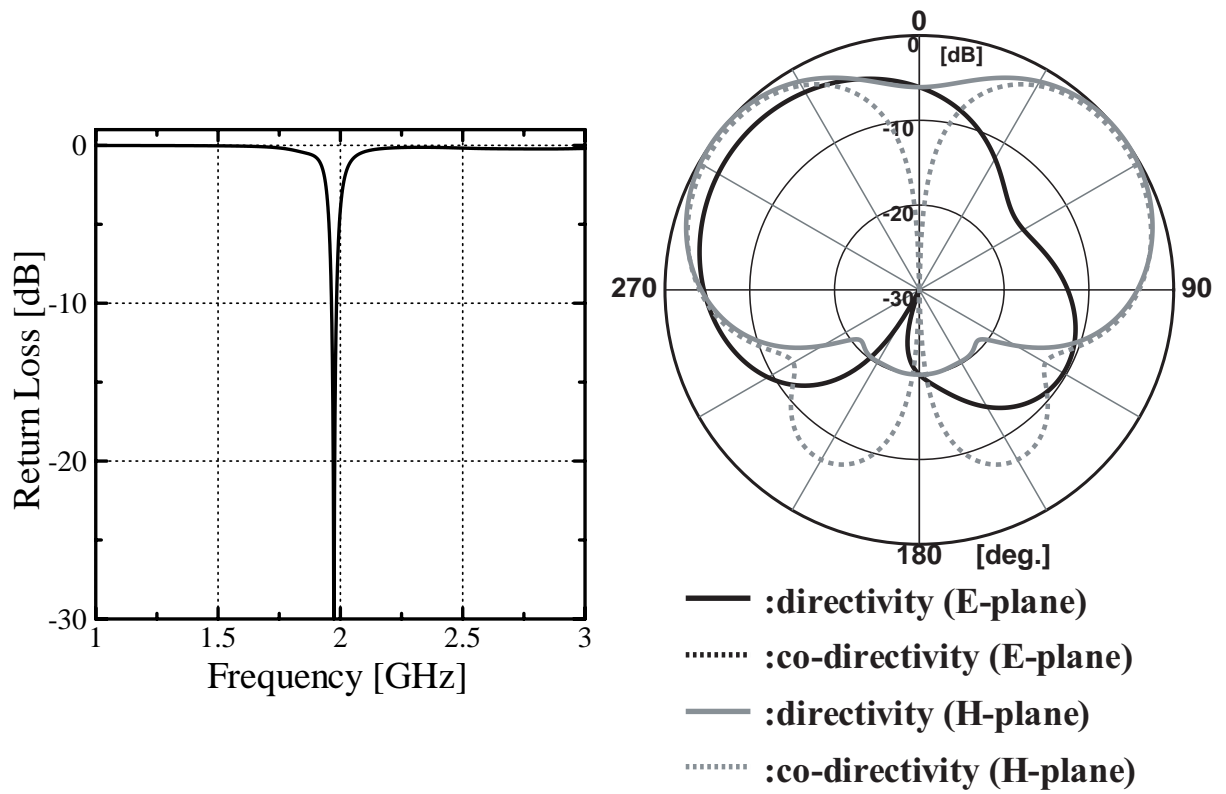 0
-10
-20
-30
Return Loss [dB]
1
1.5
2
2.5
3
Frequency [GHz]
0
0
[dB]
-10
-20
-30
270
90
180
[deg.]
:directivity (E-plane)
:co-directivity (E-plane)
:directivity (H-plane)
:co-directivity (H-plane)